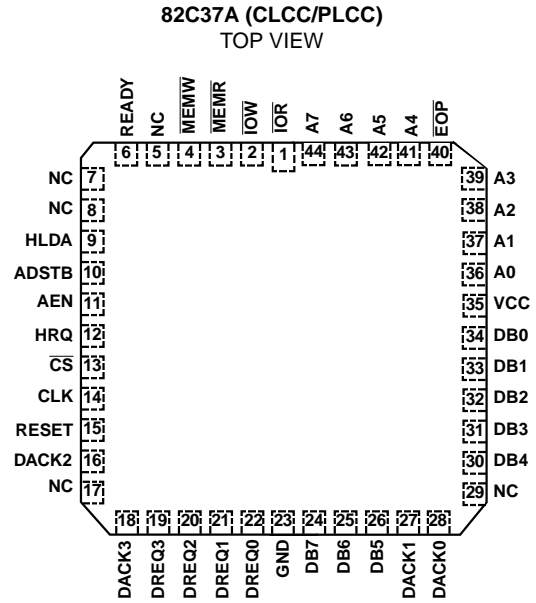 82C37A (CLCC/PLCC)
TOP VIEW
READY
NC
MEMW
MEMR
IOW
IOR
A7
A6
A5
A4
EOP
6
5
4
3
2
1
44
43
42
41
40
NC 7
NC 8
HLDA 9
ADSTB 10
AEN 11
HRQ 12
CS 13
CLK 14
RESET 15
DACK2 16
NC 17
39 A3
38 A2
37 A1
36 A0
35 VCC
34 DB0
33 DB1
32 DB2
31 DB3
30 DB4
29 NC
18
19
20
21
22
23
24
25
26
27
28
DACK3
DREQ3
DREQ2
DREQ1
DREQ0
GND
DB7
DB6
DB5
DACK1
DACK0